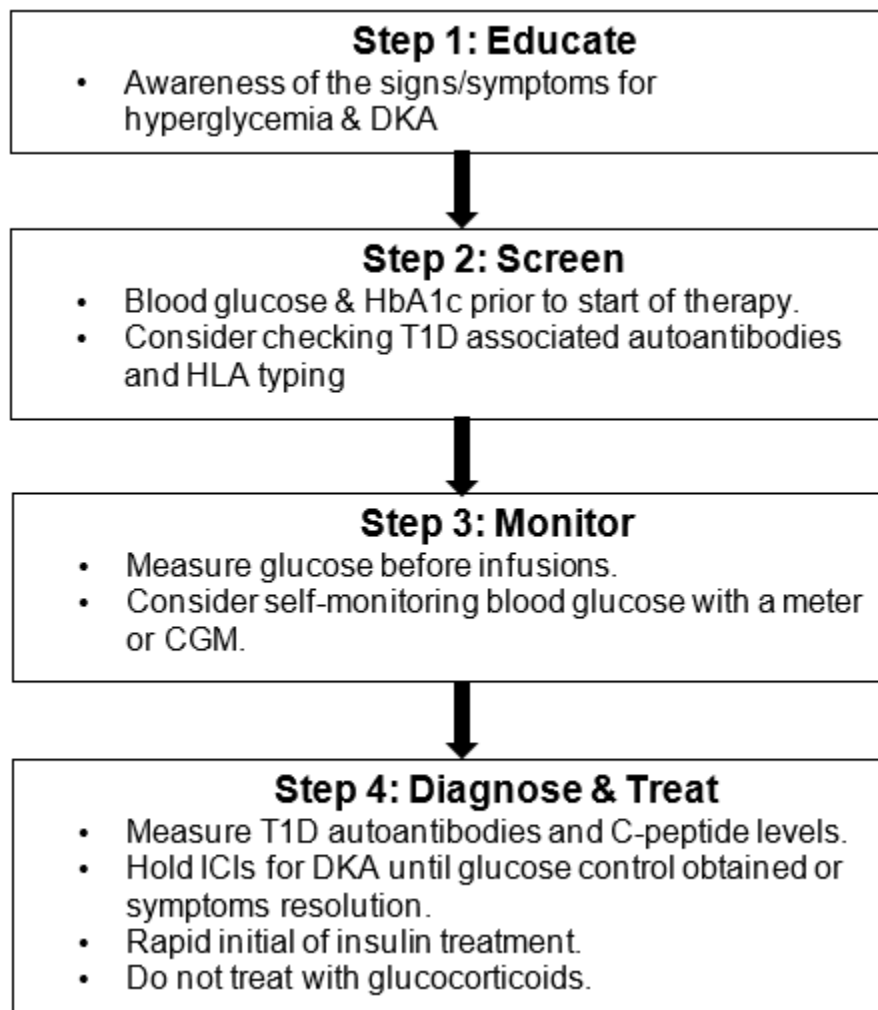 Step 1: Educate
• Awareness of the signs/symptoms for
hyperglycemia & DKA
Step 2: Screen
• Blood glucose & HbA1c prior to start of therapy.
• Consider checking T1D associated autoantibodies
and HLA typing
Step 3: Monitor
• Measure glucose before infusions.
• Consider self-monitoring blood glucose with a meter
or CGM.
Step 4: Diagnose & Treat
• Measure T1D autoantibodies and C-peptide levels.
• Hold ICIs for DKA until glucose control obtained or
symptoms resolution.
• Rapid initial of insulin treatment.
• Do not treat with glucocorticoids.